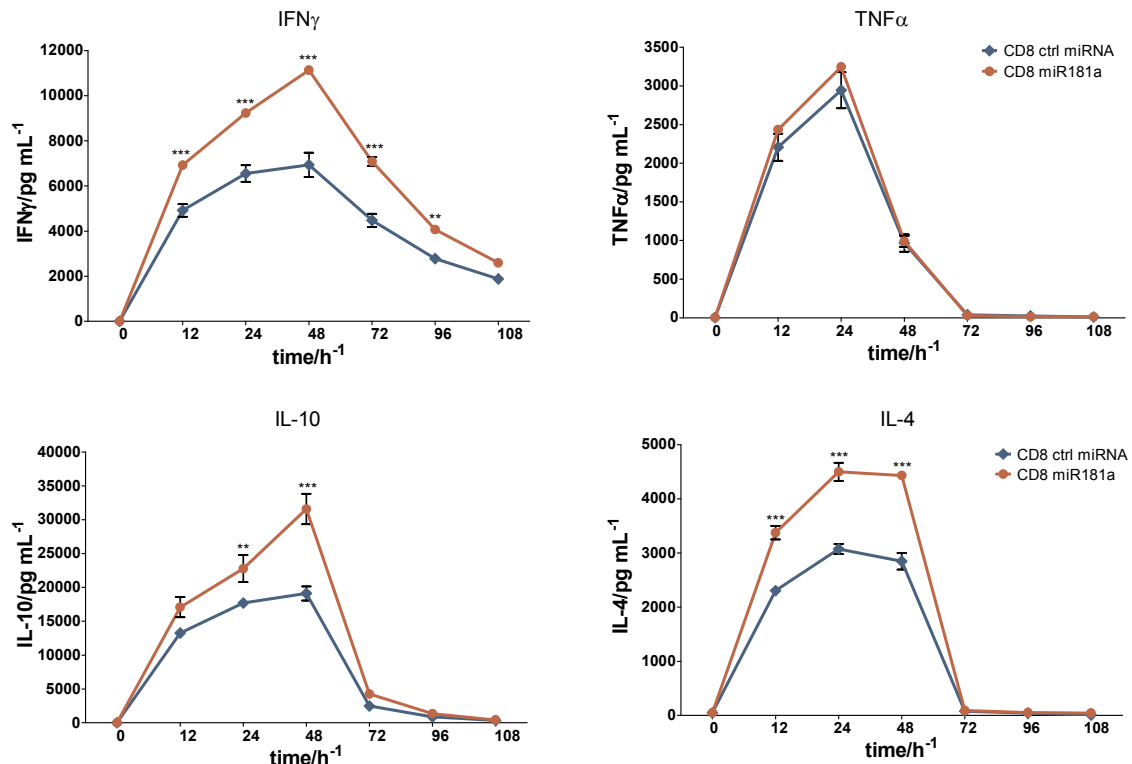 IFNγ
12000
10000
8000
6000
4000
2000
0
IFNγ/pg mL⁻¹
***
***
***
***
**
0 12 24 48 72 96 108
time/h⁻¹
TNFα
3500
3000
2500
2000
1500
1000
500
0
TNFα/pg mL⁻¹
CD8 ctrl miRNA
CD8 miR181a
0 12 24 48 72 96 108
time/h⁻¹
IL-10
40000
35000
30000
25000
20000
15000
10000
5000
0
IL-10/pg mL⁻¹
**
***
0 12 24 48 72 96 108
time/h⁻¹
IL-4
5000
4000
3000
2000
1000
0
IL-4/pg mL⁻¹
***
***
***
CD8 ctrl miRNA
CD8 miR181a
0 12 24 48 72 96 108
time/h⁻¹